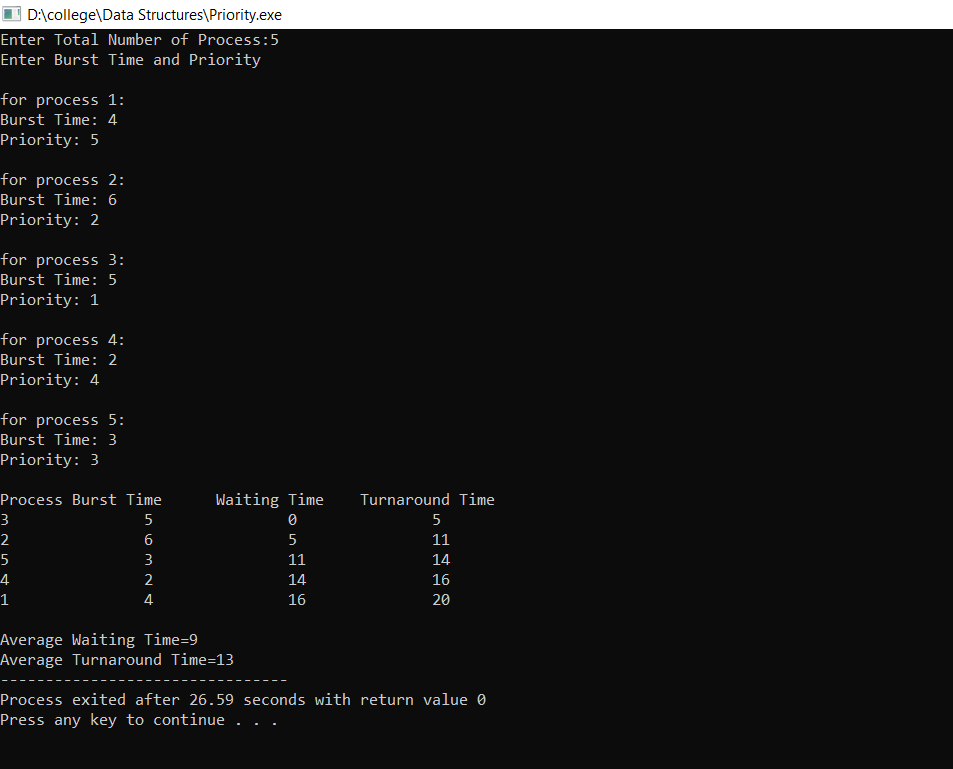 D:\college\Data Structures\Priority.exe
Enter Total Number of Process:5
Enter Burst Time and Priority
for process 1:
Burst Time: 4
Priority: 5
for process 2:
Burst Time: 6
Priority: 2
for process 3:
Burst Time: 5
Priority: 1
for process 4:
Burst Time: 2
Priority: 4
for process 5:
Burst Time: 3
Priority: 3
Process Burst Time      Waiting Time    Turnaround Time
3               5               0               5
2               6               5               11
5               3               11              14
4               2               14              16
1               4               16              20
Average Waiting Time=9
Average Turnaround Time=13
--------------------------------
Process exited after 26.59 seconds with return value 0
Press any key to continue . . .